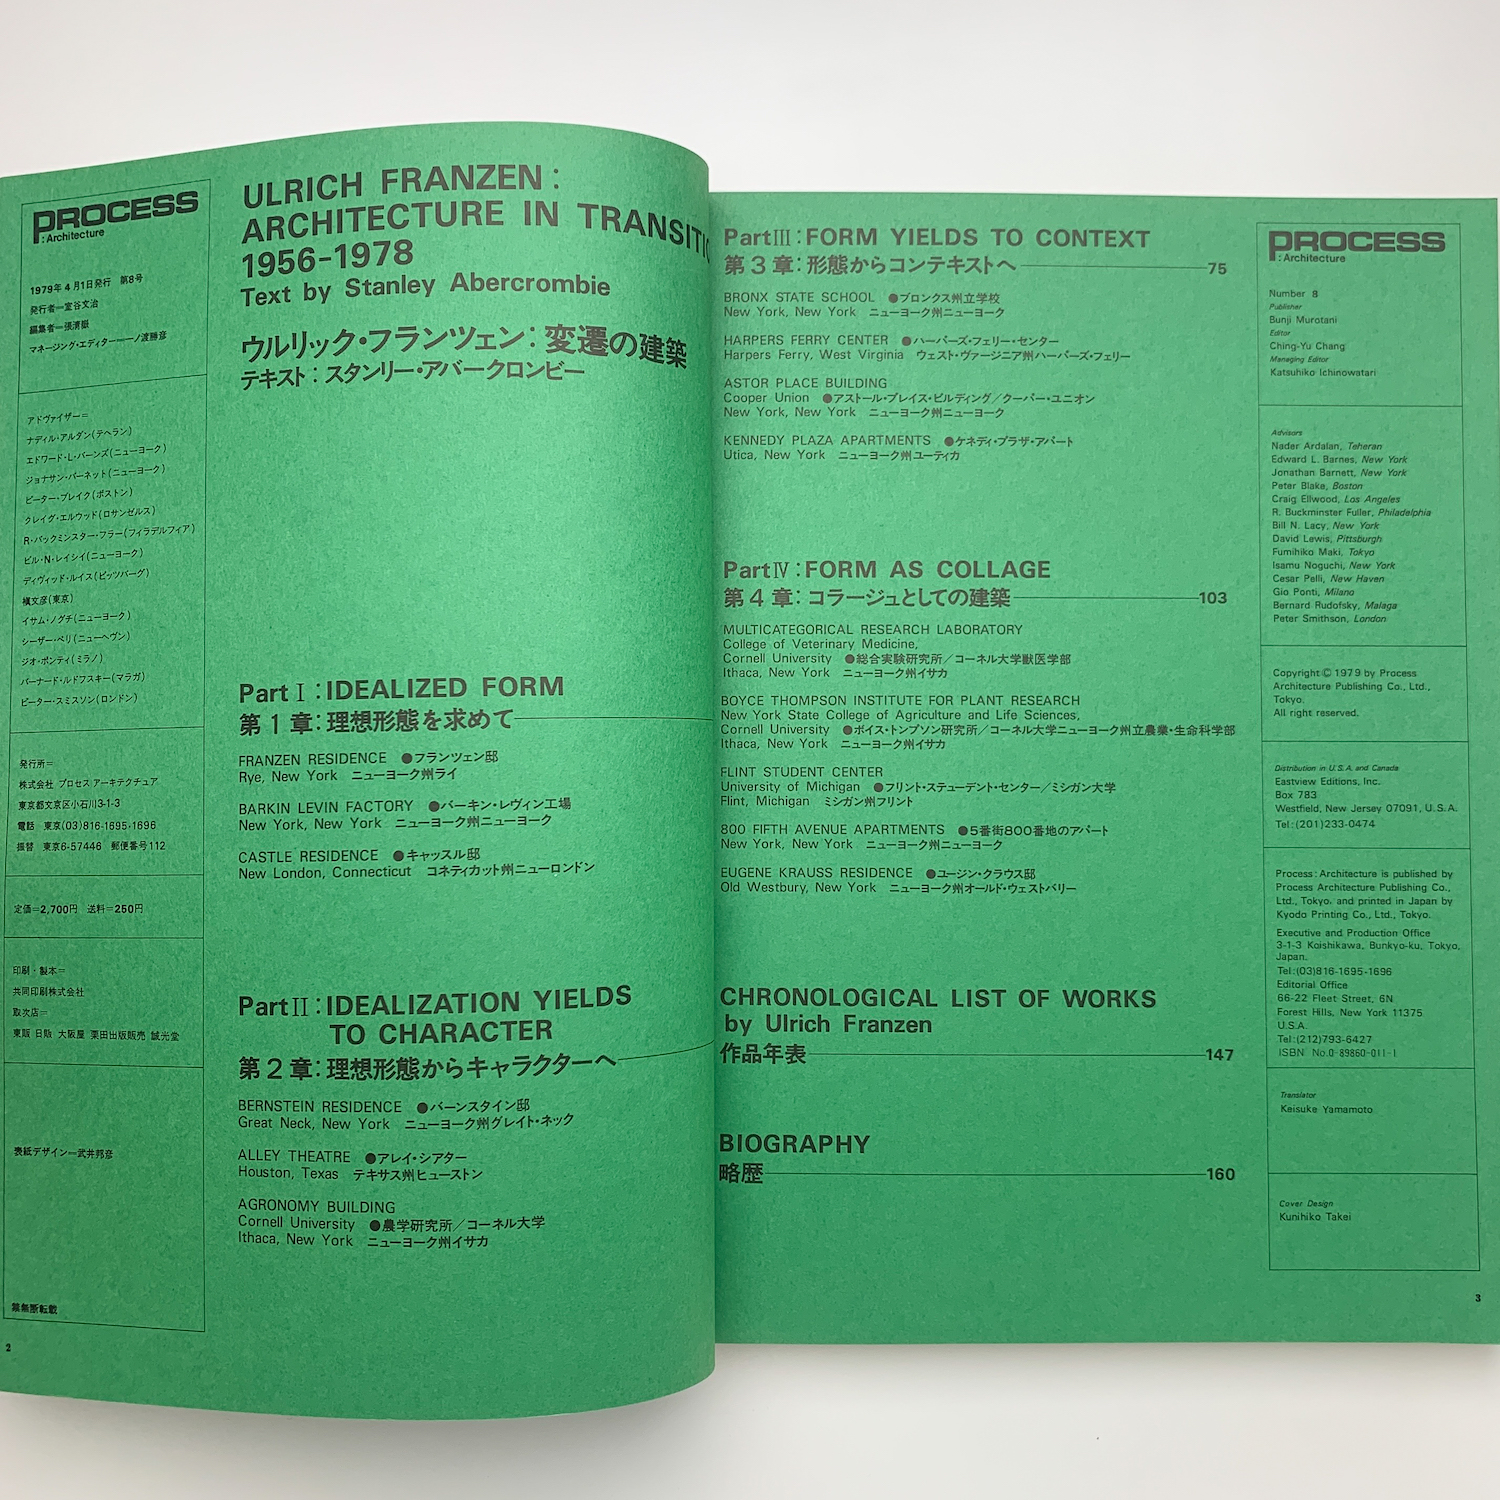 PROCESS
: Architecture
1979年4月1日発行 第8号
発行者＝室谷文治
編集者＝張清嶽
マネージング・エディター＝一ノ渡勝彦
アドヴァイザー＝
ナディル・アルダン(テヘラン)
エドワード・L・バーンズ(ニューヨーク)
ジョナサン・バーネット(ニューヨーク)
ピーター・ブレイク(ボストン)
クレイグ・エルウッド(ロサンゼルス)
R・バックミンスター・フラー(フィラデルフィア)
ビル・N・レイシイ(ニューヨーク)
ディヴィッド・ルイス(ピッツバーグ)
槇文彦(東京)
イサム・ノグチ(ニューヨーク)
シーザー・ペリ(ニューヘヴン)
ジオ・ポンティ(ミラノ)
バーナード・ルドフスキー(マラガ)
ピーター・スミスソン(ロンドン)
発行所＝
株式会社 プロセス アーキテクチュア
東京都文京区小石川3-1-3
電話 東京(03)816-1695・1696
振替 東京6-57446 郵便番号112
定価＝2,700円 送料＝250円
印刷・製本＝
共同印刷株式会社
取次店＝
東販 日販 大阪屋 栗田出版販売 誠光堂
表紙デザイン＝武井邦彦
禁無断転載
2
ULRICH FRANZEN :
ARCHITECTURE IN TRANSITIO
1956-1978
Text by Stanley Abercrombie
ウルリック・フランツェン：変遷の建築
テキスト：スタンリー・アバークロンビー
Part I : IDEALIZED FORM
第1章：理想形態を求めて
FRANZEN RESIDENCE ●フランツェン邸
Rye, New York ニューヨーク州ライ
BARKIN LEVIN FACTORY ●バーキン・レヴィン工場
New York, New York ニューヨーク州ニューヨーク
CASTLE RESIDENCE ●キャッスル邸
New London, Connecticut コネティカット州ニューロンドン
Part II : IDEALIZATION YIELDS
TO CHARACTER
第2章：理想形態からキャラクターへ
BERNSTEIN RESIDENCE ●バーンスタイン邸
Great Neck, New York ニューヨーク州グレイト・ネック
ALLEY THEATRE ●アレイ・シアター
Houston, Texas テキサス州ヒューストン
AGRONOMY BUILDING
Cornell University ●農学研究所／コーネル大学
Ithaca, New York ニューヨーク州イサカ
Part III : FORM YIELDS TO CONTEXT
第3章：形態からコンテキストへ 75
BRONX STATE SCHOOL ●ブロンクス州立学校
New York, New York ニューヨーク州ニューヨーク
HARPERS FERRY CENTER ●ハーパーズ・フェリー・センター
Harpers Ferry, West Virginia ウェスト・ヴァージニア州ハーパーズ・フェリー
ASTOR PLACE BUILDING
Cooper Union ●アストール・プレイス・ビルディング／クーパー・ユニオン
New York, New York ニューヨーク州ニューヨーク
KENNEDY PLAZA APARTMENTS ●ケネディ・プラザ・アパート
Utica, New York ニューヨーク州ユーティカ
Part IV : FORM AS COLLAGE
第4章：コラージュとしての建築 103
MULTICATEGORICAL RESEARCH LABORATORY
College of Veterinary Medicine,
Cornell University ●総合実験研究所／コーネル大学獣医学部
Ithaca, New York ニューヨーク州イサカ
BOYCE THOMPSON INSTITUTE FOR PLANT RESEARCH
New York State College of Agriculture and Life Sciences,
Cornell University ●ボイス・トンプソン研究所／コーネル大学ニューヨーク州立農業・生命科学部
Ithaca, New York ニューヨーク州イサカ
FLINT STUDENT CENTER
University of Michigan ●フリント・ステューデント・センター／ミシガン大学
Flint, Michigan ミシガン州フリント
800 FIFTH AVENUE APARTMENTS ●5番街800番地のアパート
New York, New York ニューヨーク州ニューヨーク
EUGENE KRAUSS RESIDENCE ●ユージン・クラウス邸
Old Westbury, New York ニューヨーク州オールド・ウェストバリー
CHRONOLOGICAL LIST OF WORKS
by Ulrich Franzen
作品年表 147
BIOGRAPHY
略歴 160
PROCESS
: Architecture
Number 8
Publisher
Bunji Murotani
Editor
Ching-Yu Chang
Managing Editor
Katsuhiko Ichinowatari
Advisors
Nader Ardalan, Teheran
Edward L. Barnes, New York
Jonathan Barnett, New York
Peter Blake, Boston
Craig Ellwood, Los Angeles
R. Buckminster Fuller, Philadelphia
Bill N. Lacy, New York
David Lewis, Pittsburgh
Fumihiko Maki, Tokyo
Isamu Noguchi, New York
Cesar Pelli, New Haven
Gio Ponti, Milano
Bernard Rudofsky, Malaga
Peter Smithson, London
Copyright © 1979 by Process
Architecture Publishing Co., Ltd.,
Tokyo.
All right reserved.
Distribution in U.S.A. and Canada
Eastview Editions, Inc.
Box 783
Westfield, New Jersey 07091, U.S.A.
Tel:(201)233-0474
Process: Architecture is published by
Process Architecture Publishing Co.,
Ltd., Tokyo, and printed in Japan by
Kyodo Printing Co., Ltd., Tokyo.
Executive and Production Office
3-1-3 Koishikawa, Bunkyo-ku, Tokyo,
Japan.
Tel:(03)816-1695・1696
Editorial Office
66-22 Fleet Street, 6N
Forest Hills, New York 11375
U.S.A.
Tel:(212)793-6427
ISBN No.0-89860-011-1
Translator
Keisuke Yamamoto
Cover Design
Kunihiko Takei
3